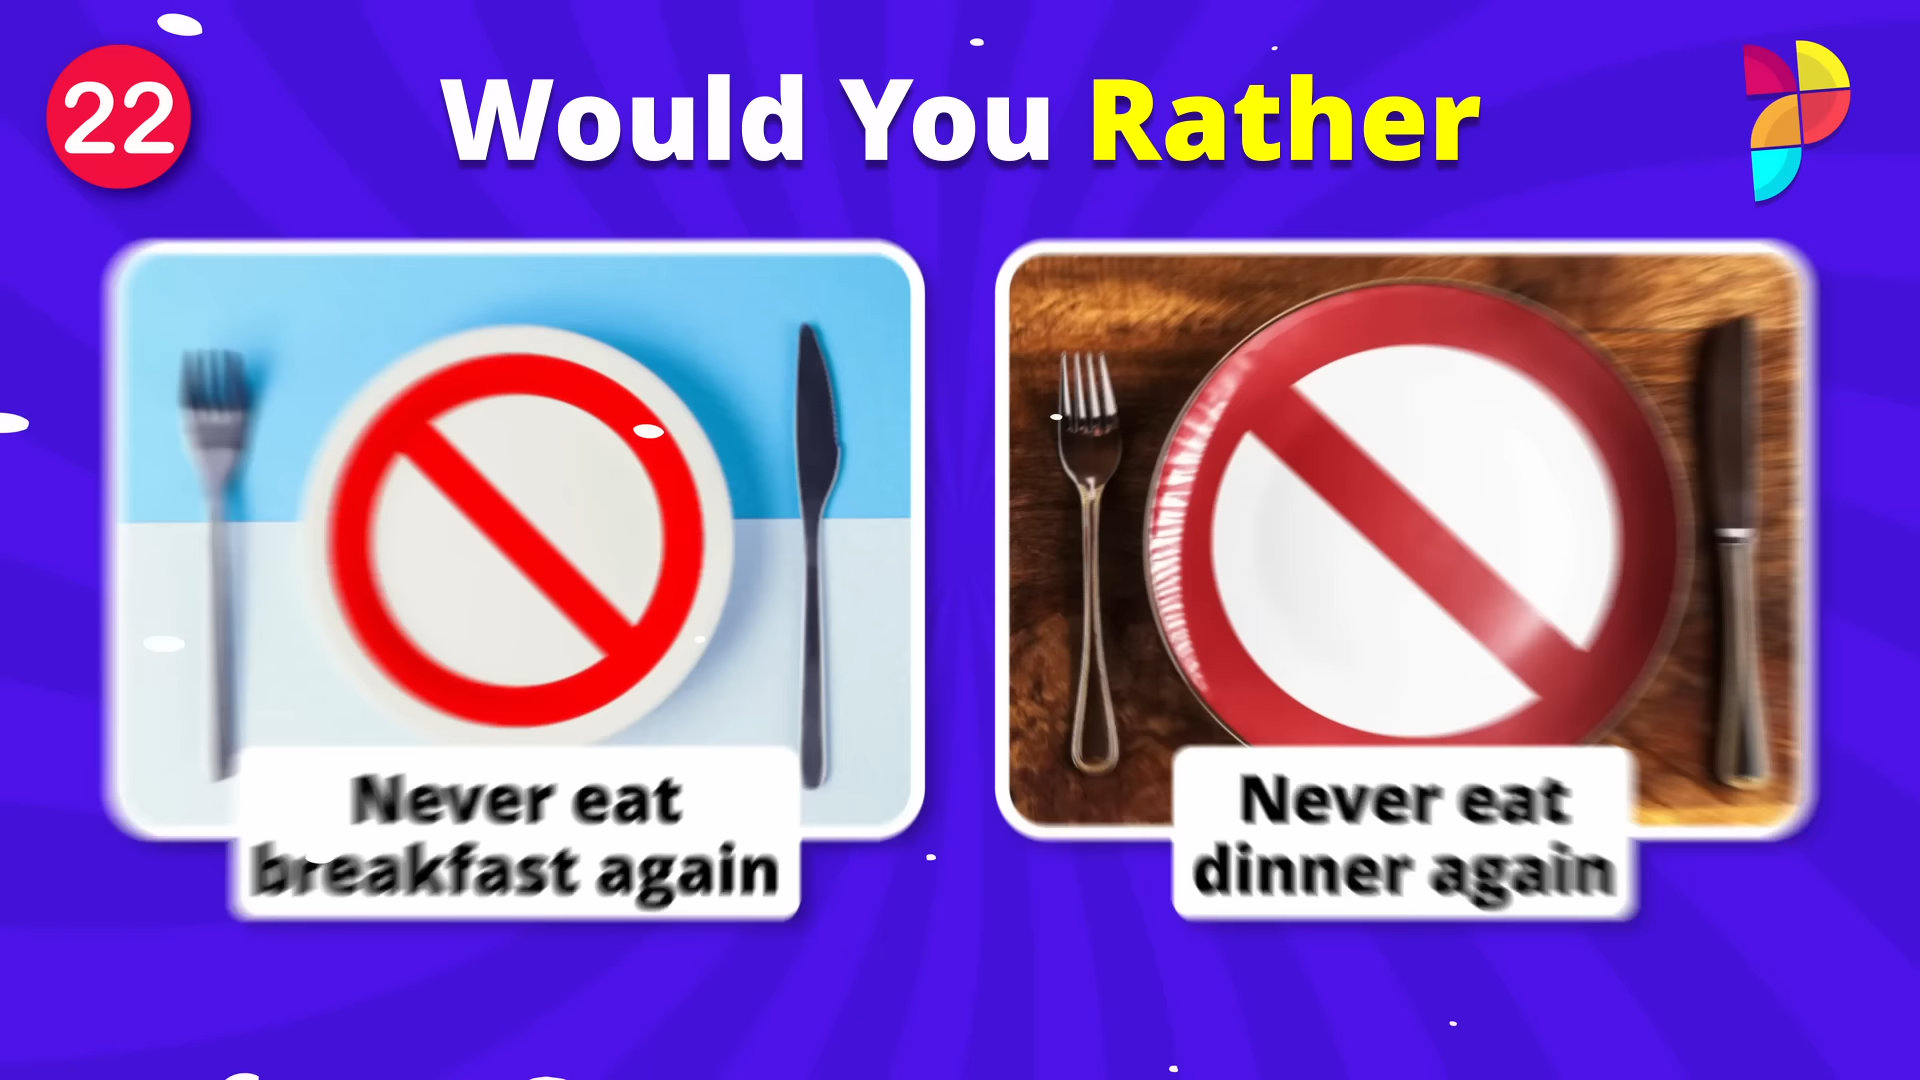 22
Would You Rather
Never eat
breakfast again
Never eat
dinner again